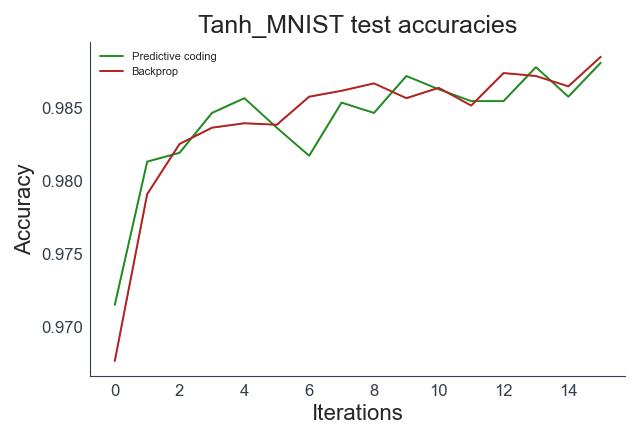 Tanh_MNIST test accuracies
Predictive coding
Backprop
Accuracy
0.985
0.980
0.975
0.970
0 2 4 6 8 10 12 14
Iterations